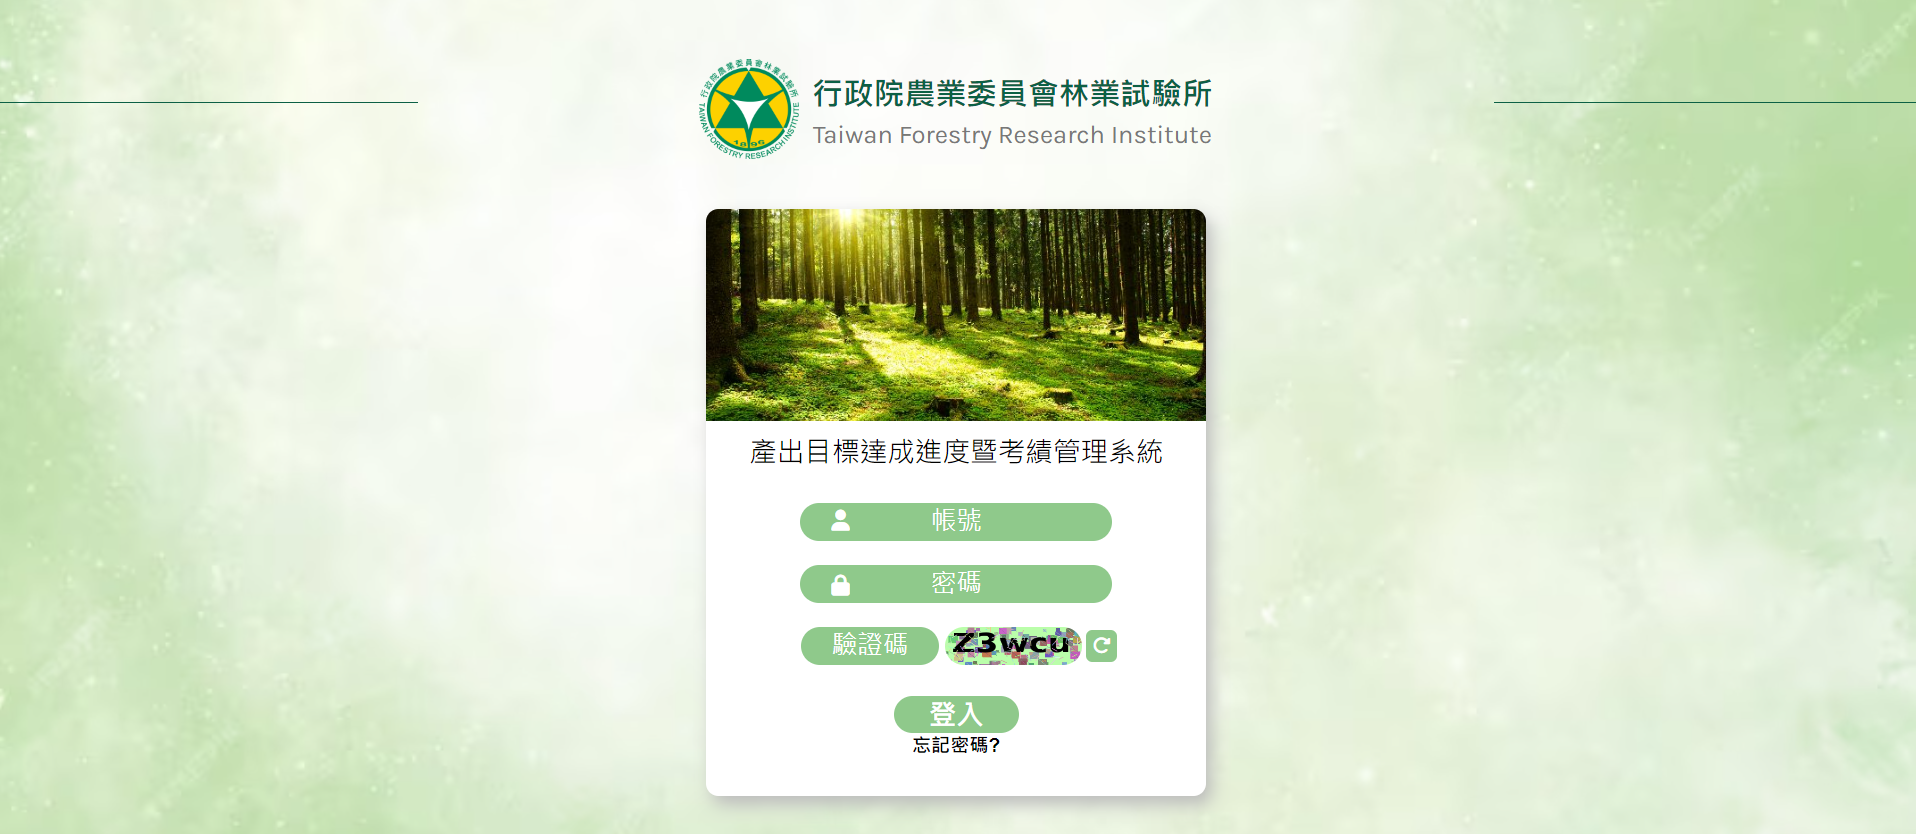 行政院農業委員會林業試驗所
TAIWAN FORESTRY RESEARCH INSTITUTE
1896
行政院農業委員會林業試驗所
Taiwan Forestry Research Institute
產出目標達成進度暨考績管理系統
帳號
密碼
驗證碼
Z3wcu
登入
忘記密碼?